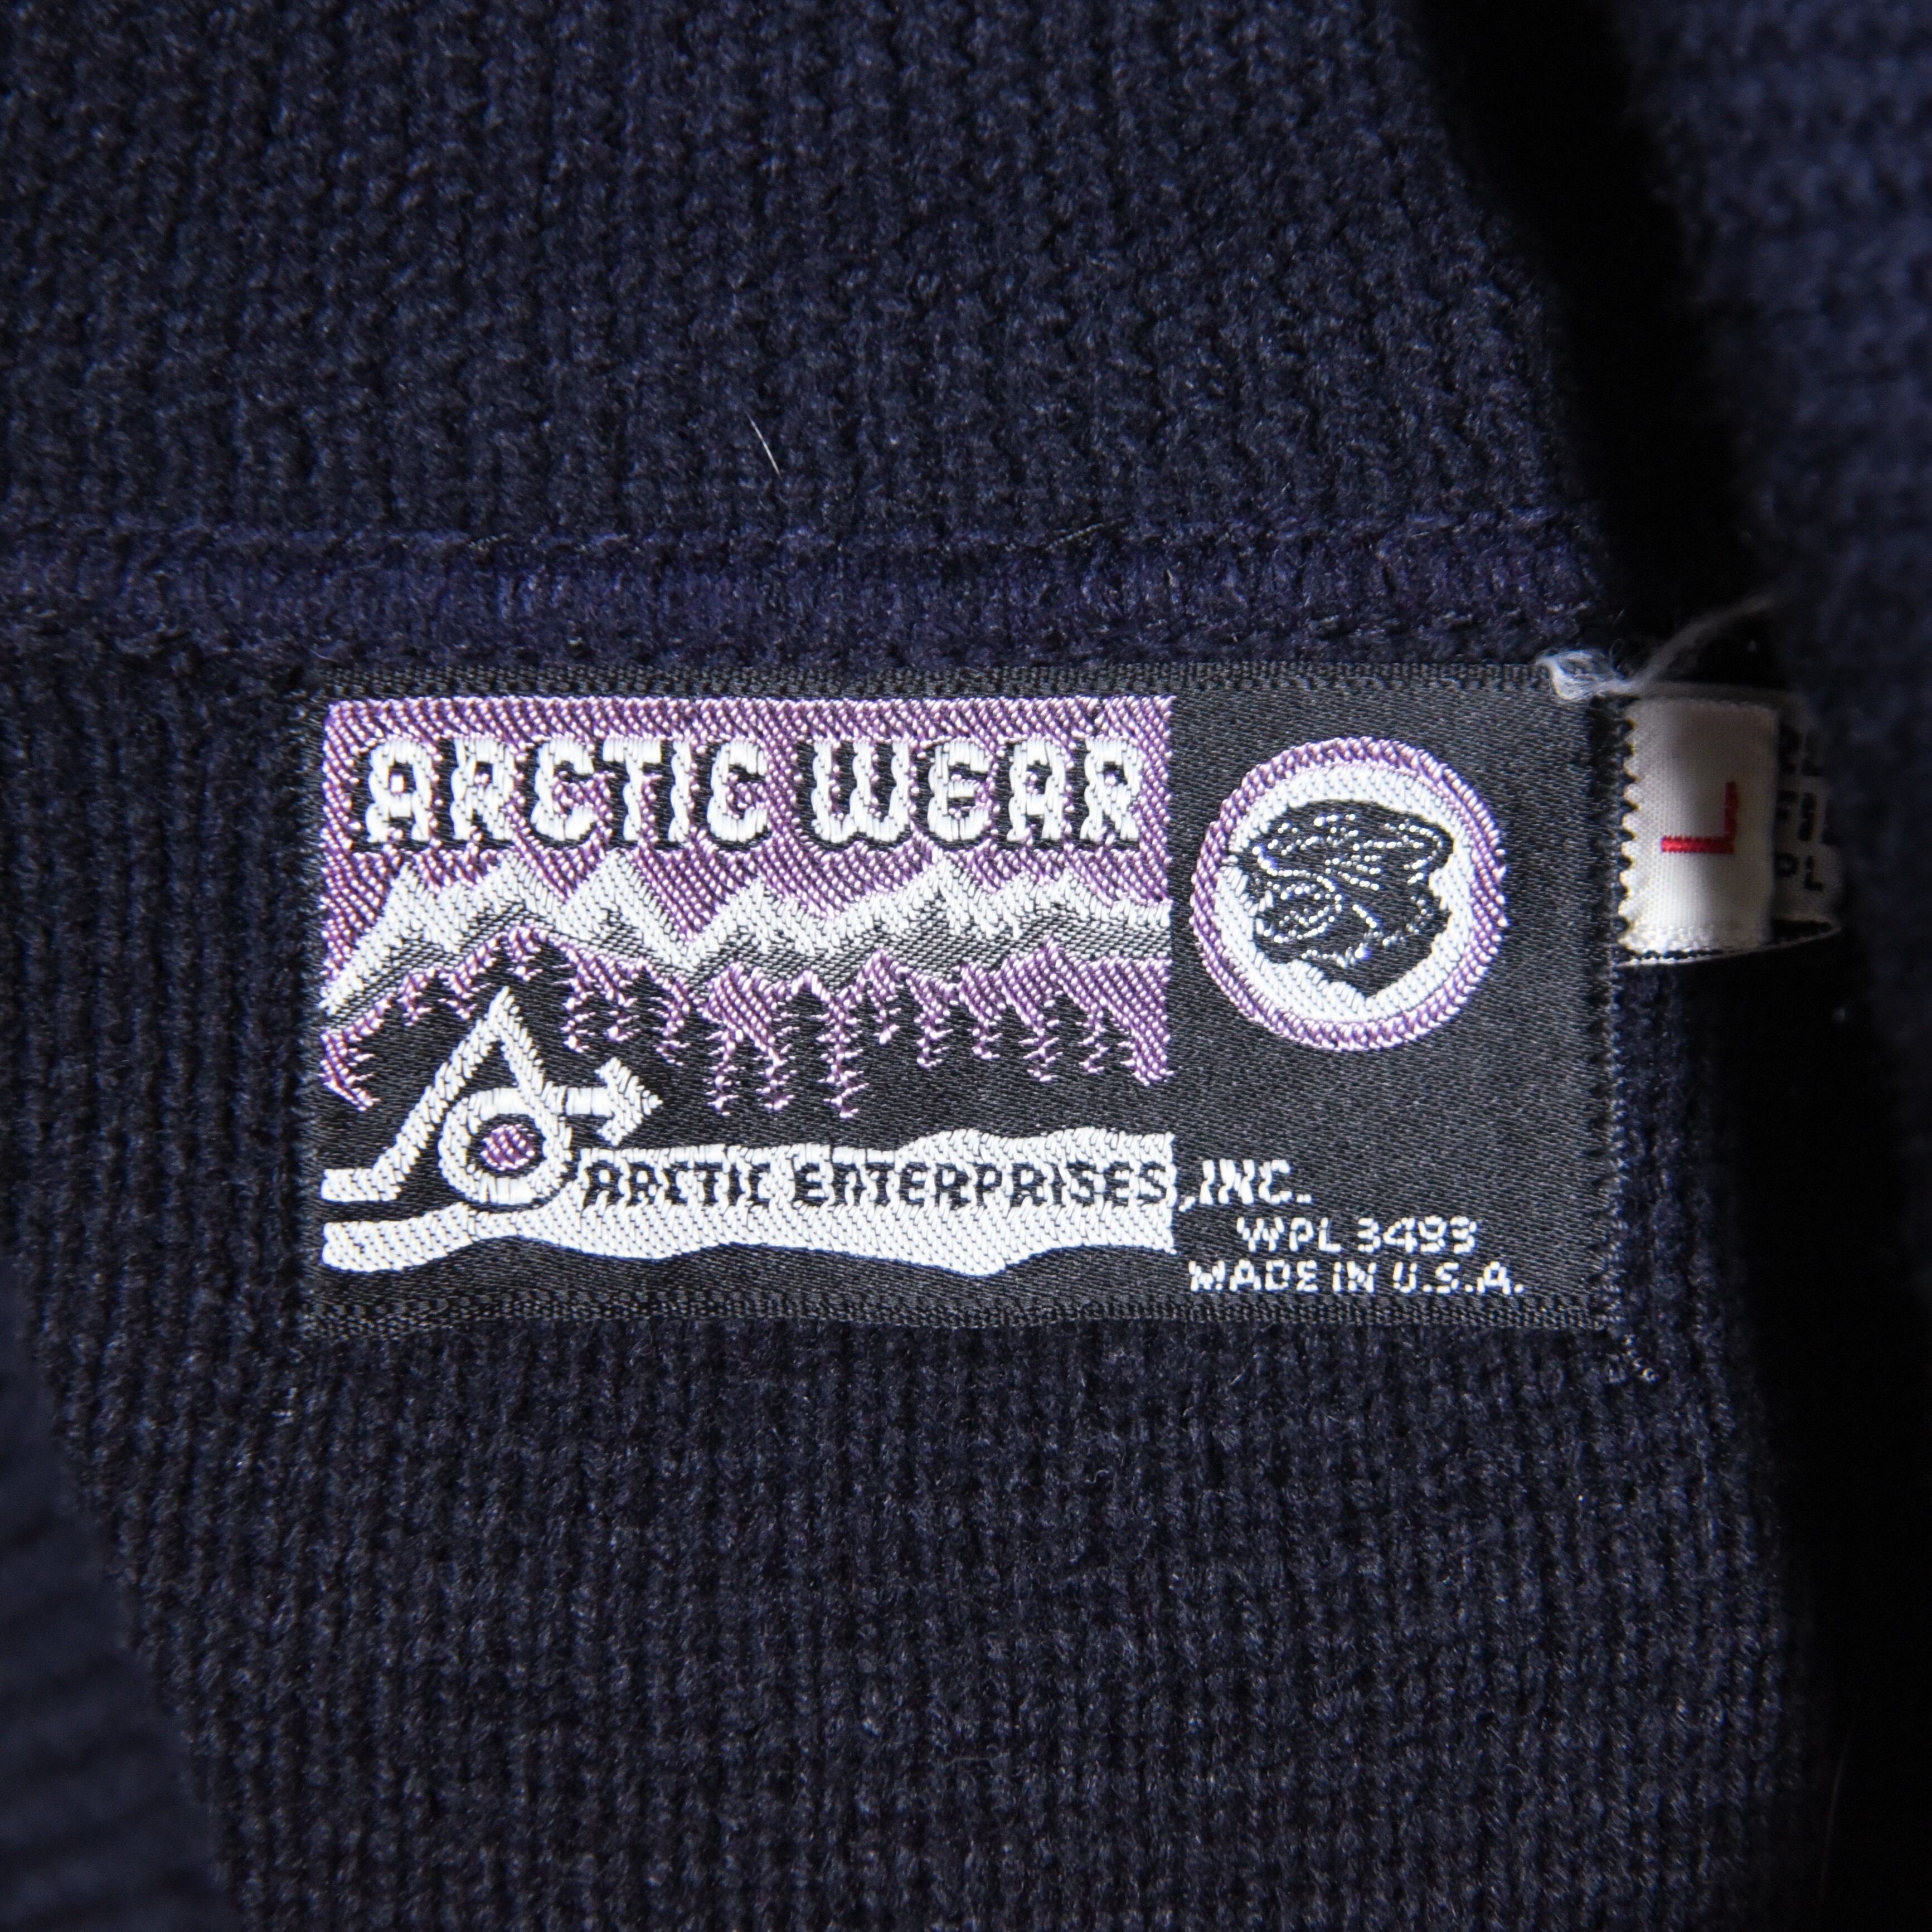 ARCTIC WEAR
ARCTIC ENTERPRISES, INC.
WPL 3493
MADE IN U.S.A.
L